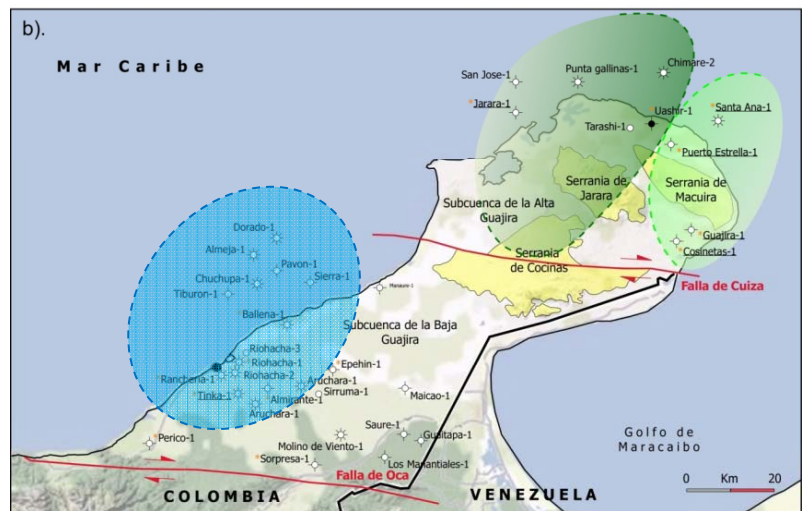 b).
Mar Caribe
San Jose-1
Punta gallinas-1
Chimare-2
Jarara-1
Uashir-1
Santa Ana-1
Tarashi-1
Puerto Estrella-1
Serrania de
Jarara
Serrania de
Macuira
Subcuenca de la Alta
Guajira
Guajira-1
Cosinetas-1
Serrania
de Cocinas
Falla de Cuiza
Dorado-1
Almeja-1
Pavon-1
Chuchupa-1
Sierra-1
Tiburon-1
Manaure-1
Ballena-1
Subcuenca de la Baja
Guajira
Riohacha-3
Riohacha-1
Epehin-1
Rancheria-1
Riohacha-2
Aruchara-1
Tinka-1
Almirante-1
Sirruma-1
Maicao-1
Aruchara-1
Perico-1
Molino de Viento-1
Saure-1
Guaitapa-1
Golfo de
Maracaibo
Sorpresa-1
Los Manantiales-1
Falla de Oca
COLOMBIA
VENEZUELA
0 Km 20